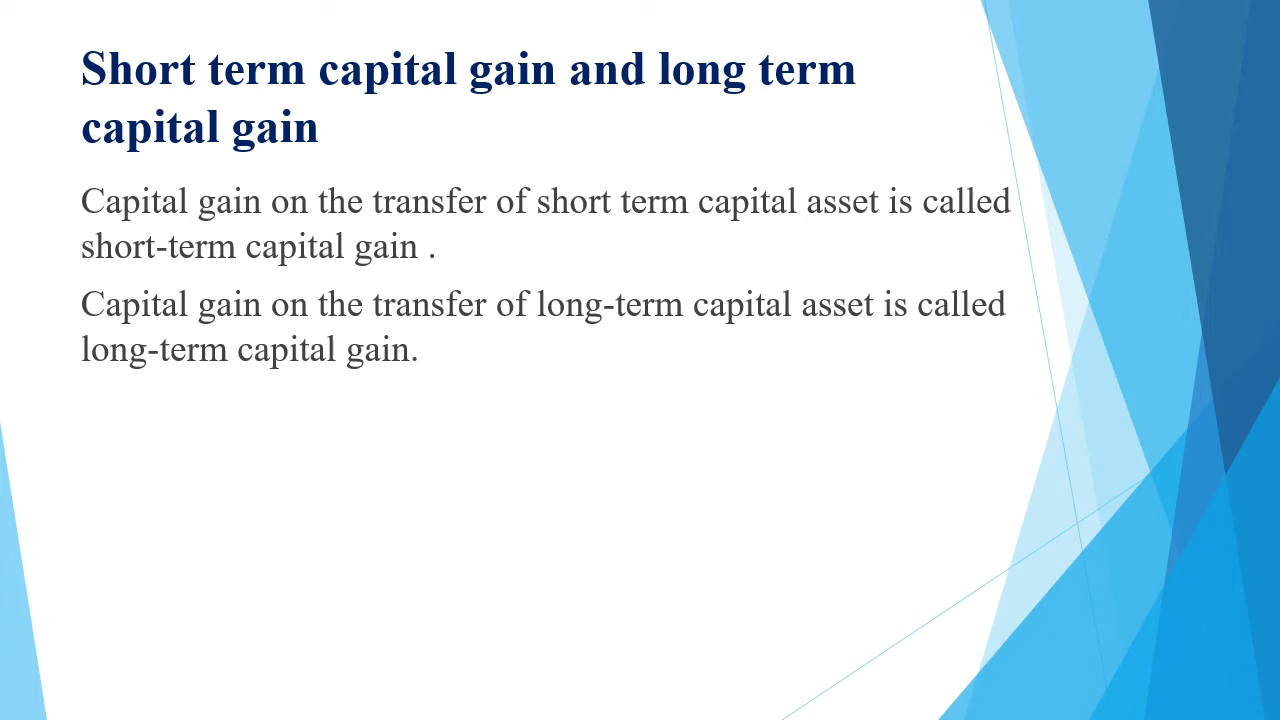 Short term capital gain and long term
capital gain
Capital gain on the transfer of short term capital asset is called
short-term capital gain .
Capital gain on the transfer of long-term capital asset is called
long-term capital gain.